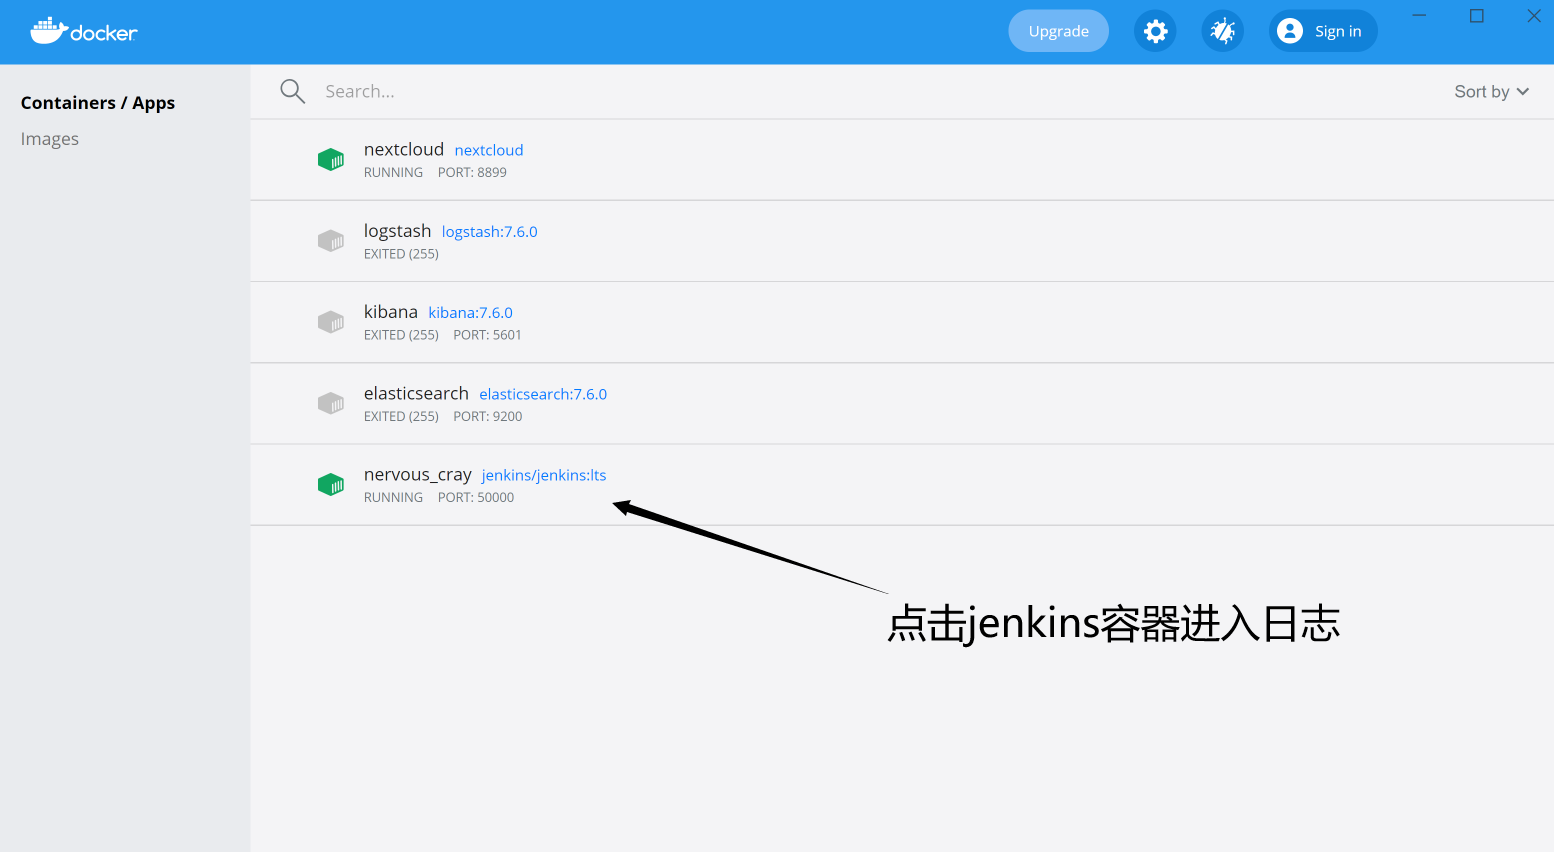 docker
Upgrade
Sign in
Containers / Apps
Images
Search...
Sort by
nextcloud nextcloud
RUNNING PORT: 8899
logstash logstash:7.6.0
EXITED (255)
kibana kibana:7.6.0
EXITED (255) PORT: 5601
elasticsearch elasticsearch:7.6.0
EXITED (255) PORT: 9200
nervous_cray jenkins/jenkins:lts
RUNNING PORT: 50000
点击jenkins容器进入日志